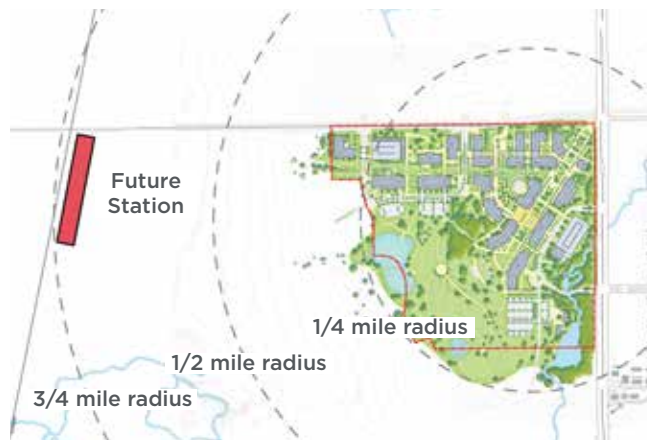 Future
Station
1/4 mile radius
1/2 mile radius
3/4 mile radius